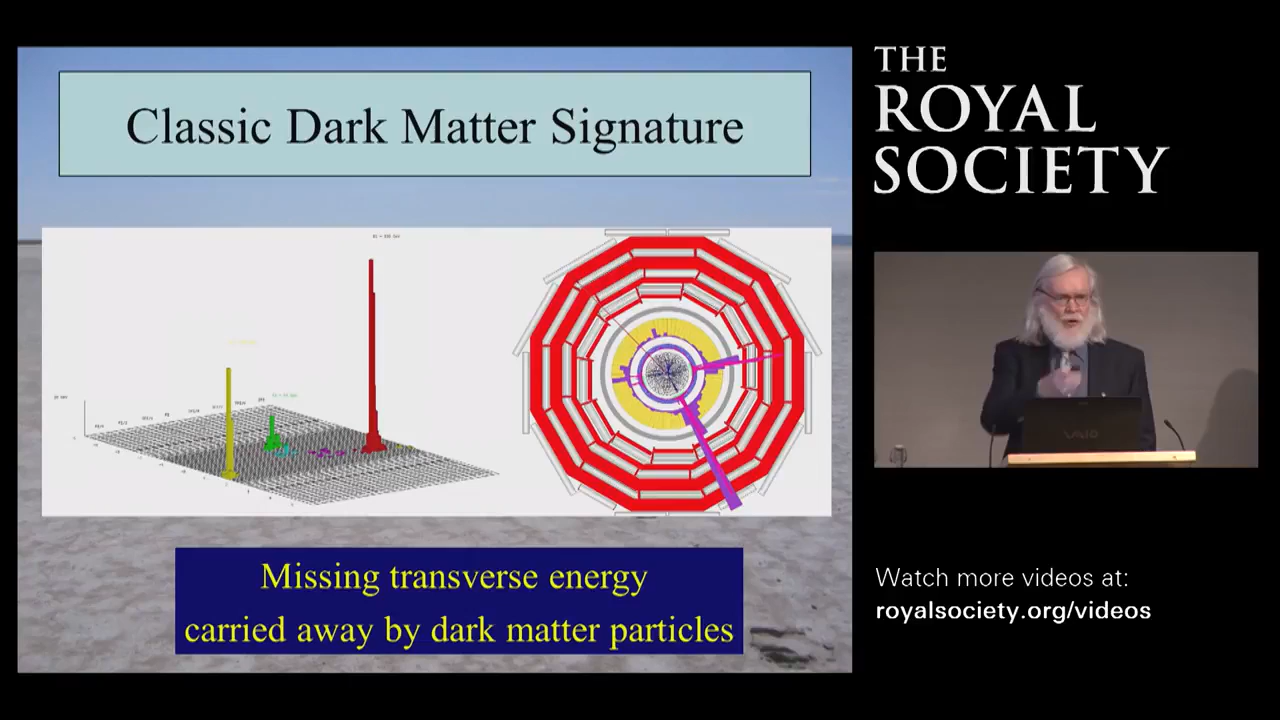 Classic Dark Matter Signature
Missing transverse energy
carried away by dark matter particles
THE
ROYAL
SOCIETY
VAIO
Watch more videos at:
royalsociety.org/videos